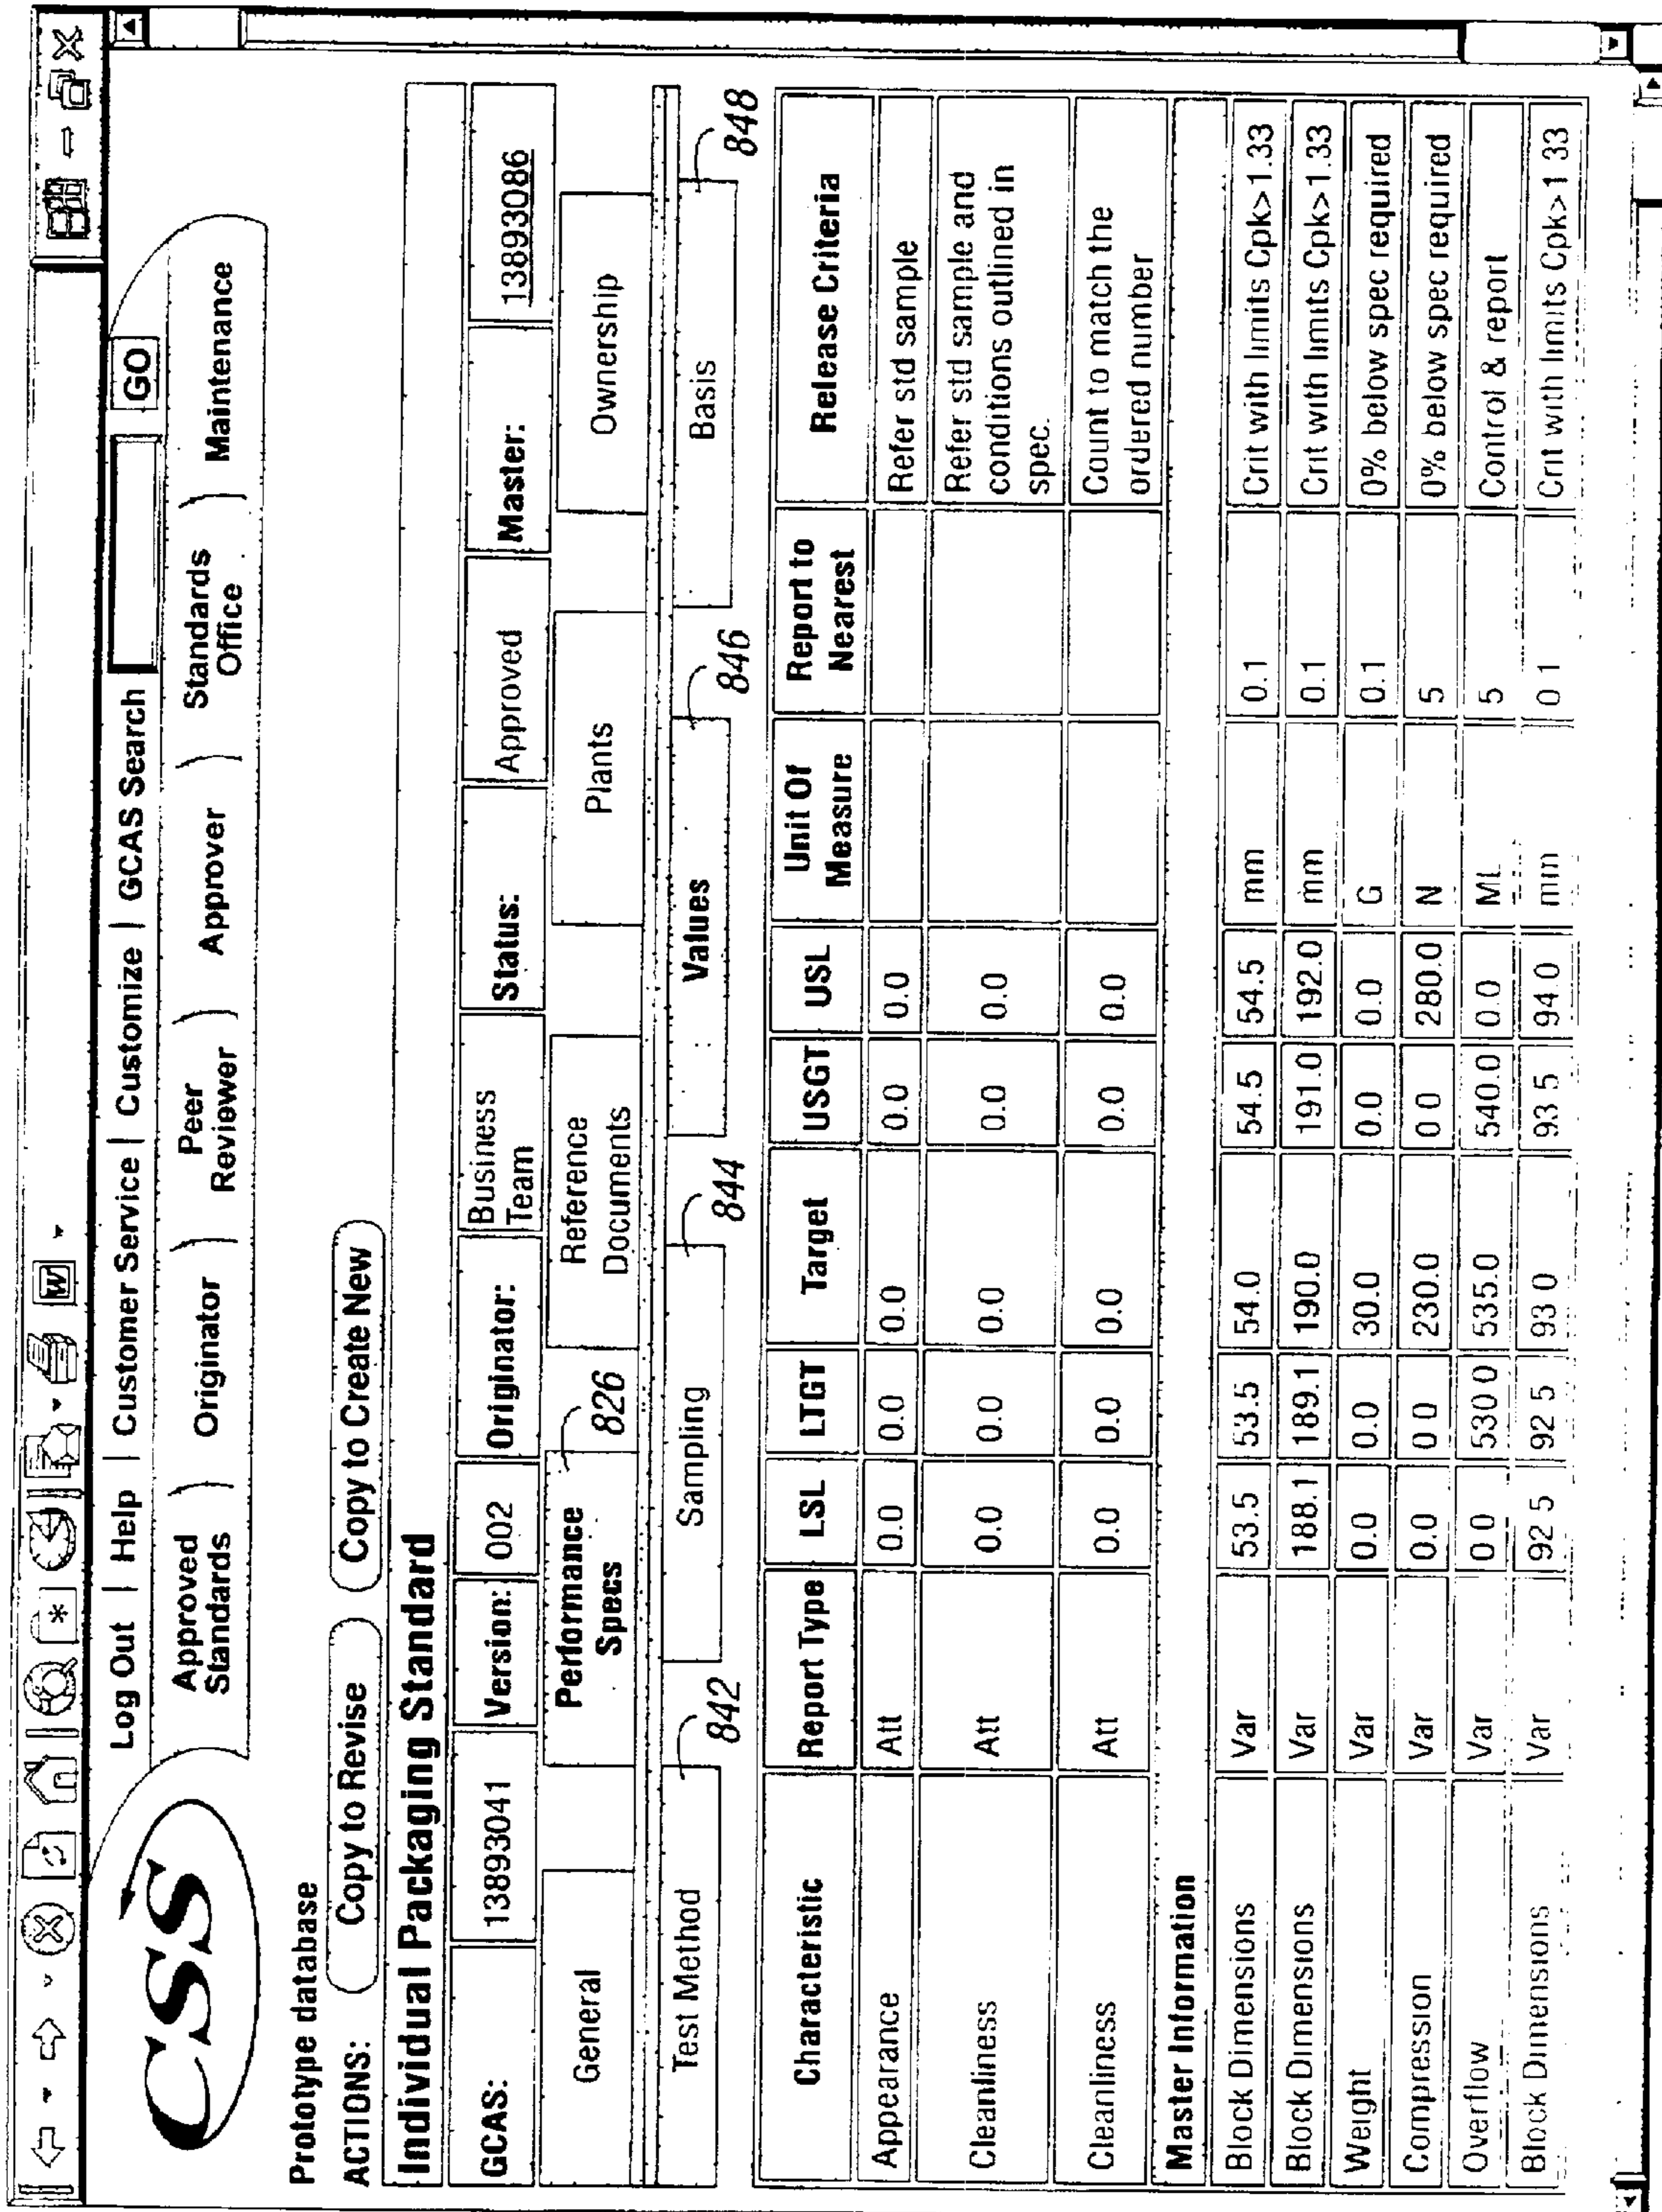 Log Out | Help | Customer Service | Customize | GCAS Search GO
CSS
Approved Standards Originator Peer Reviewer Approver Standards Office Maintenance
Prototype database
ACTIONS: Copy to Revise Copy to Create New
Individual Packaging Standard
GCAS: 13893041 Version: 002 Originator: Business Team Status: Approved Master: 13893086
General Performance Specs 826 Reference Documents Plants Ownership
Test Method 842 Sampling 844 Values 846 Basis 848
Characteristic Report Type LSL LTGT Target USGT USL Unit Of Measure Report to Nearest Release Criteria
Appearance Att 0.0 0.0 0.0 0.0 0.0 Refer std sample
Cleanliness Att 0.0 0.0 0.0 0.0 0.0 Refer std sample and conditions outlined in spec.
Cleanliness Att 0.0 0.0 0.0 0.0 0.0 Count to match the ordered number
Master Information
Block Dimensions Var 53.5 53.5 54.0 54.5 54.5 mm 0.1 Crit with limits Cpk>1.33
Block Dimensions Var 188.1 189.1 190.0 191.0 192.0 mm 0.1 Crit with limits Cpk>1.33
Weight Var 0.0 0.0 30.0 0.0 0.0 G 0.1 0% below spec required
Compression Var 0.0 0 0 230.0 0 0 280.0 N 5 0% below spec required
Overflow Var 0 0 530 0 535.0 540.0 0.0 ML 5 Control & report
Block Dimensions Var 92 5 92 5 93 0 93 5 94.0 mm 0 1 Crit with limits Cpk>1 33